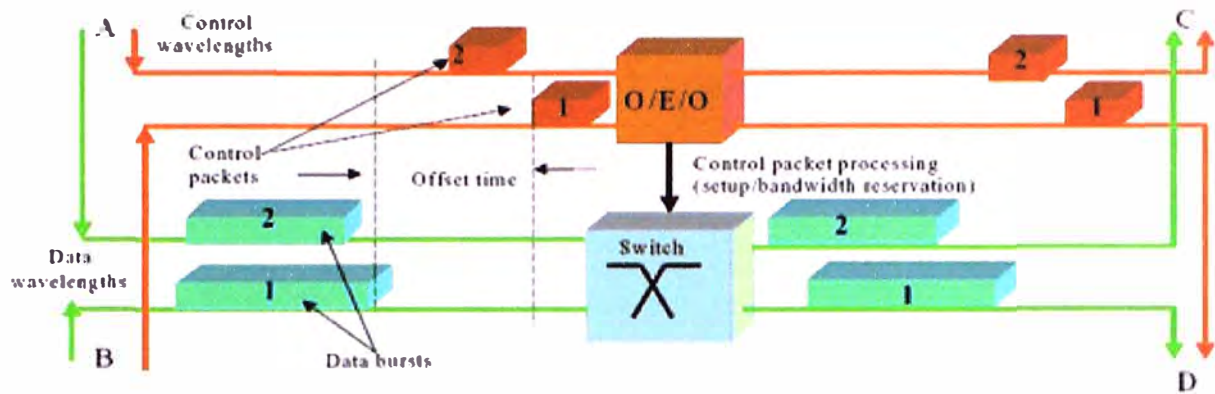 A
Control
wavelengths
2
2
C
1
O/E/O
1
Control
packets
Offset time
Control packet processing
(setup/bandwidth reservation)
2
Switch
2
Data
wavelengths
1
1
B
Data bursts
D